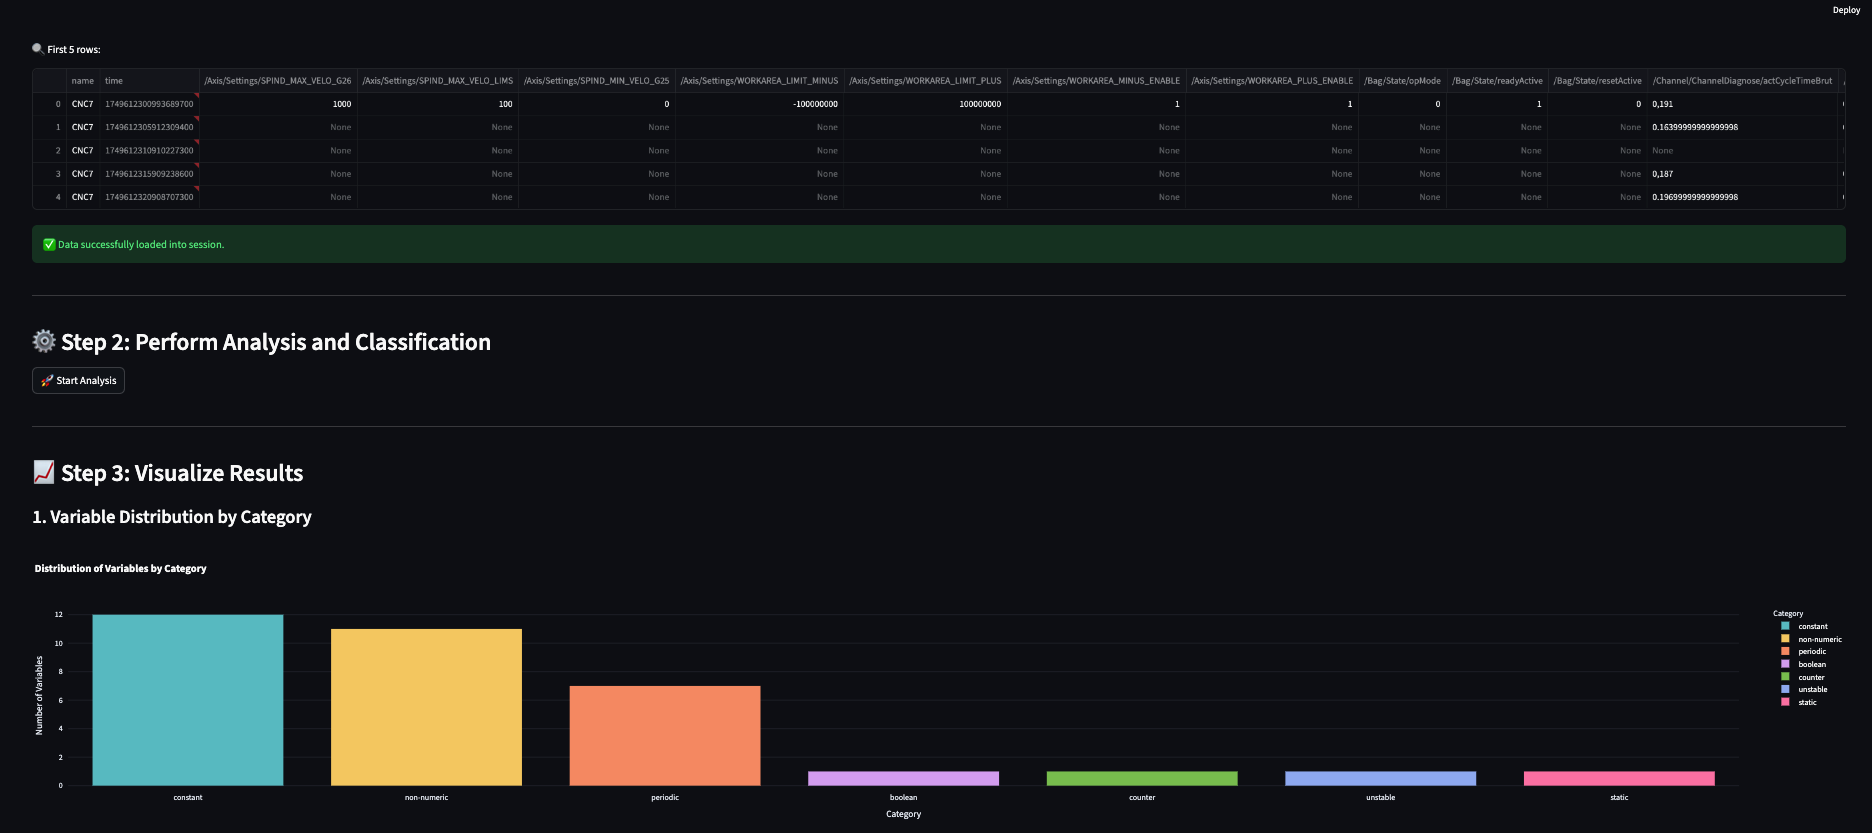 Deploy
First 5 rows:
name time /Axis/Settings/SPIND_MAX_VELO_G26 /Axis/Settings/SPIND_MAX_VELO_LIMS /Axis/Settings/SPIND_MIN_VELO_G25 /Axis/Settings/WORKAREA_LIMIT_MINUS /Axis/Settings/WORKAREA_LIMIT_PLUS /Axis/Settings/WORKAREA_MINUS_ENABLE /Axis/Settings/WORKAREA_PLUS_ENABLE /Bag/State/opMode /Bag/State/readyActive /Bag/State/resetActive /Channel/ChannelDiagnose/actCycleTimeBrut
0 CNC7 1749612300993689700 1000 100 0 -100000000 100000000 1 1 0 1 0 0,191
1 CNC7 1749612305912309400 None None None None None None None None None None 0.16399999999999998
2 CNC7 1749612310910227300 None None None None None None None None None None None
3 CNC7 1749612315909238600 None None None None None None None None None None 0,187
4 CNC7 1749612320908707300 None None None None None None None None None None 0.19699999999999998
Data successfully loaded into session.
Step 2: Perform Analysis and Classification
Start Analysis
Step 3: Visualize Results
1. Variable Distribution by Category
Distribution of Variables by Category
Number of Variables
12
10
8
6
4
2
0
constant non-numeric periodic boolean counter unstable static
Category
Category
constant
non-numeric
periodic
boolean
counter
unstable
static